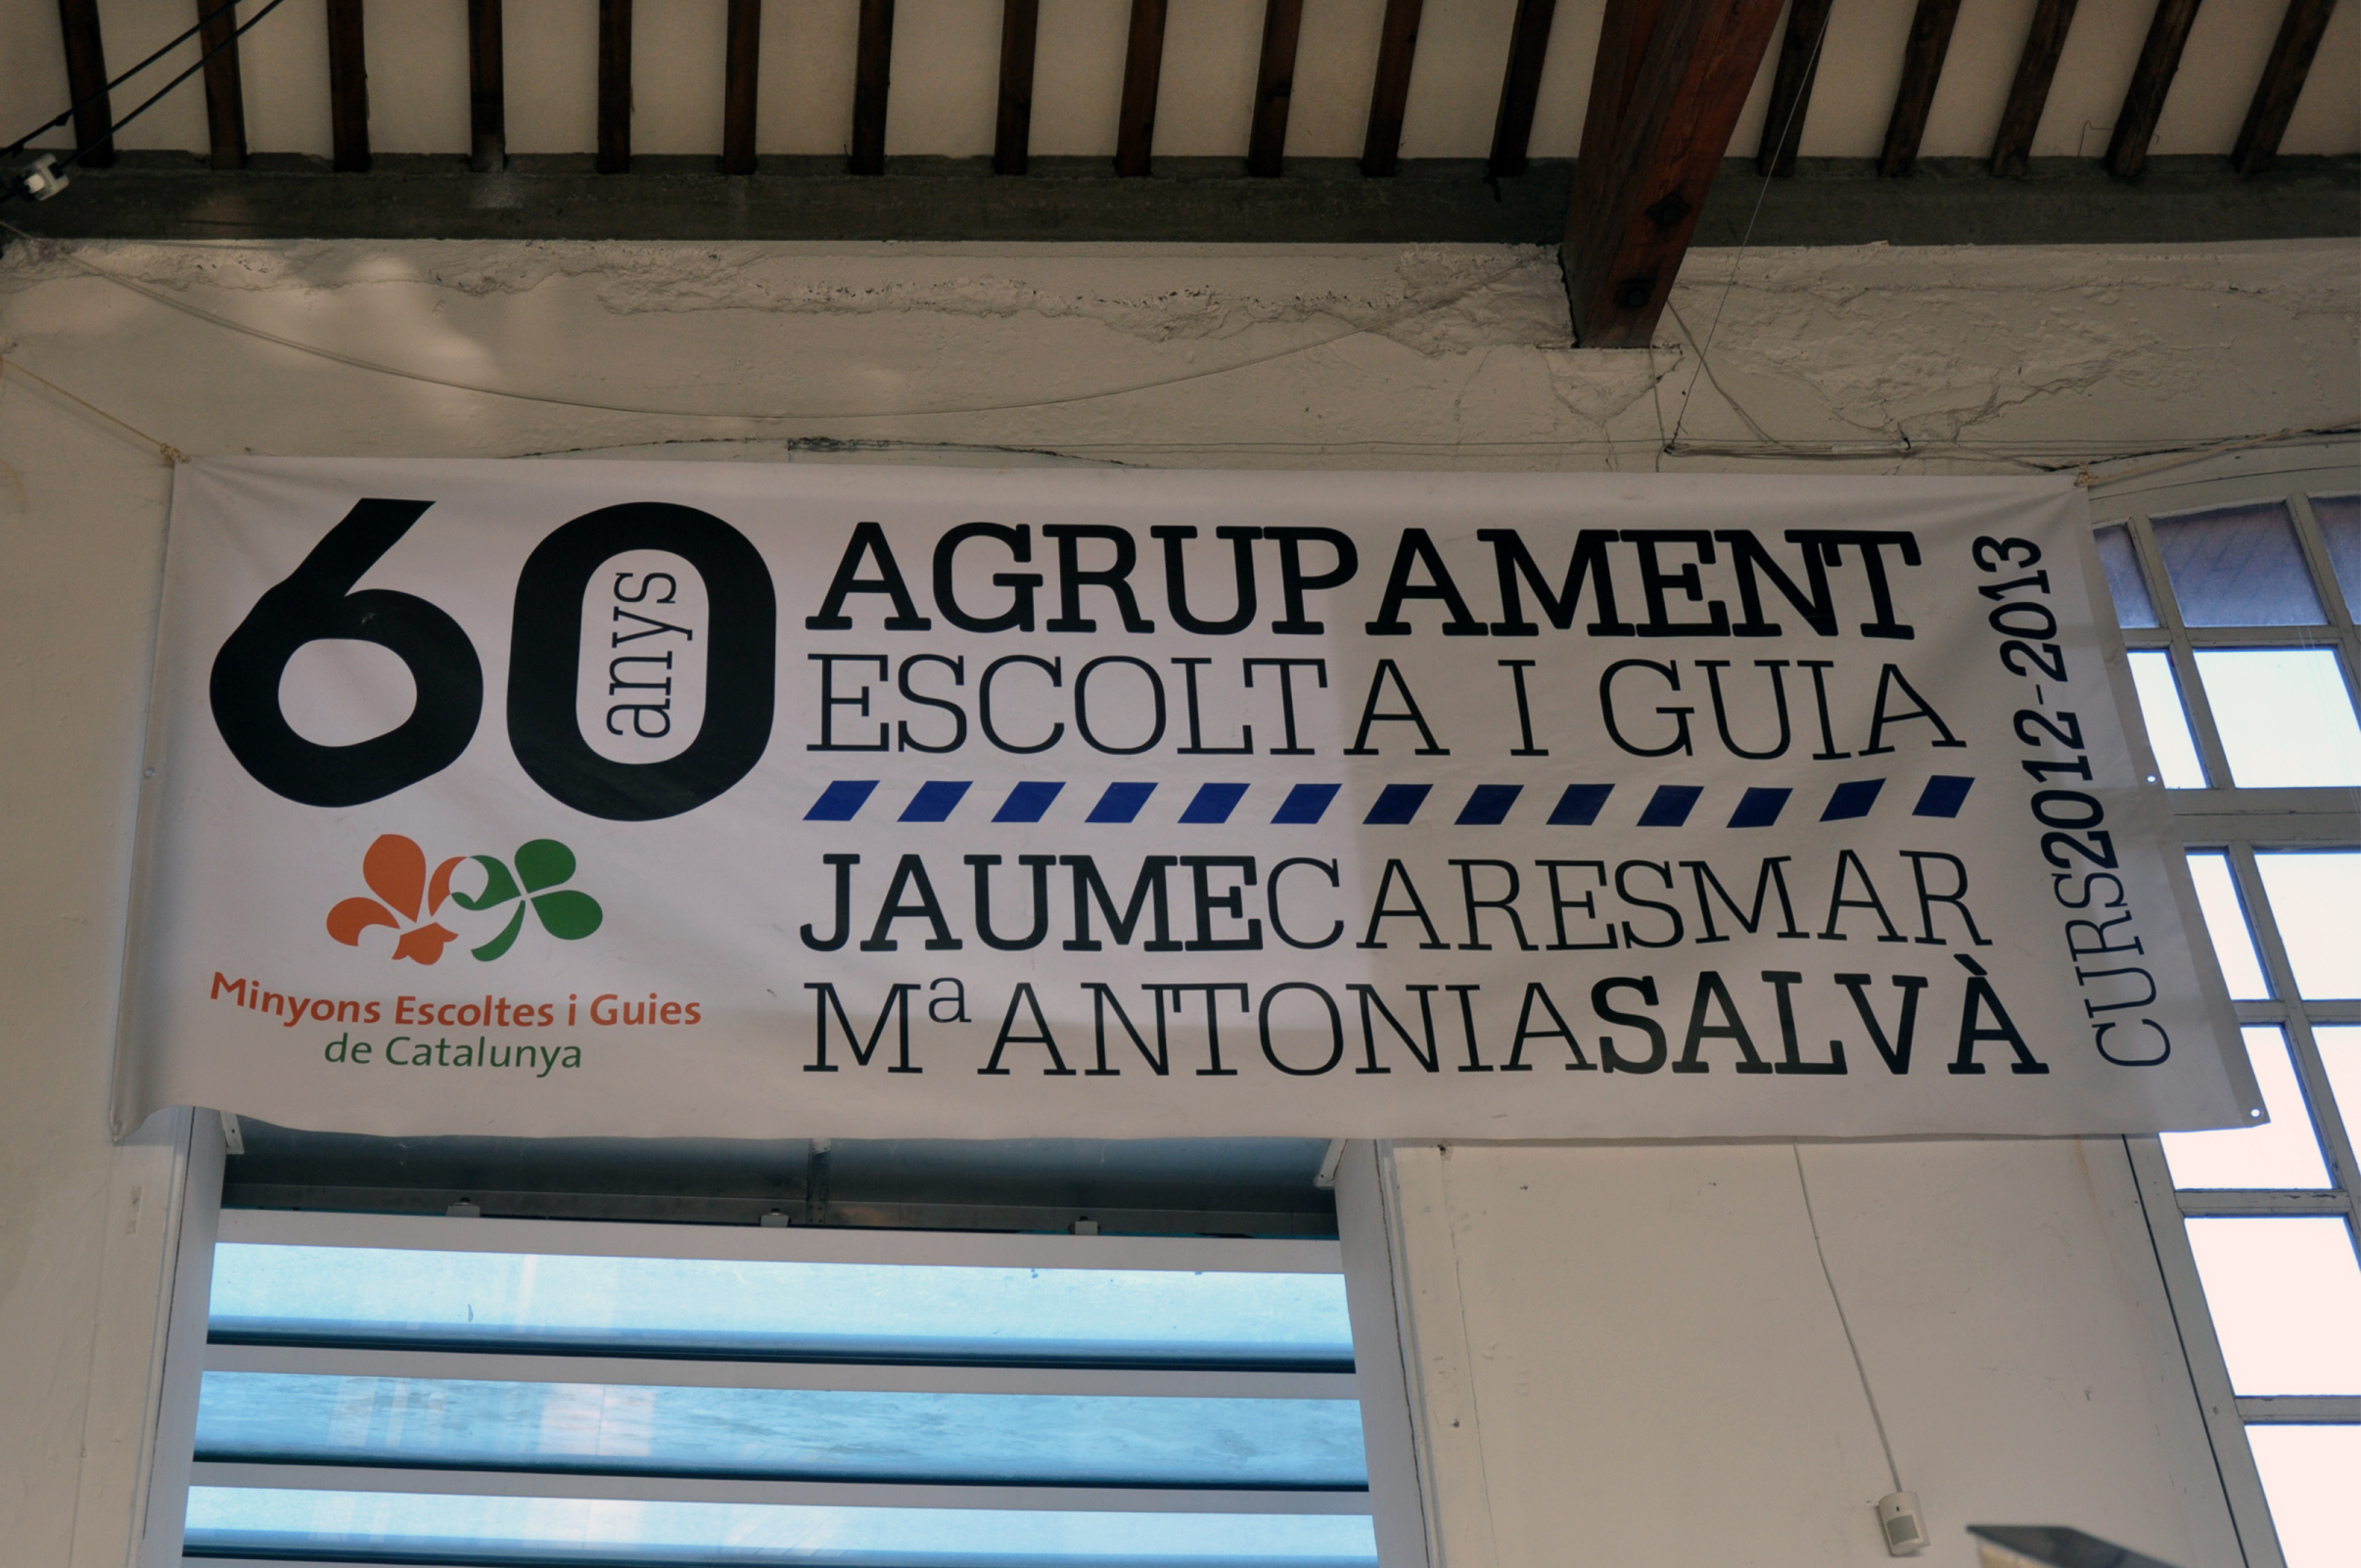 60
anys
AGRUPAMENT
ESCOLTA I GUIA
JAUMECARESMAR
MªANTONIASALVÀ
CURS2012-2013
Minyons Escoltes i Guies
de Catalunya